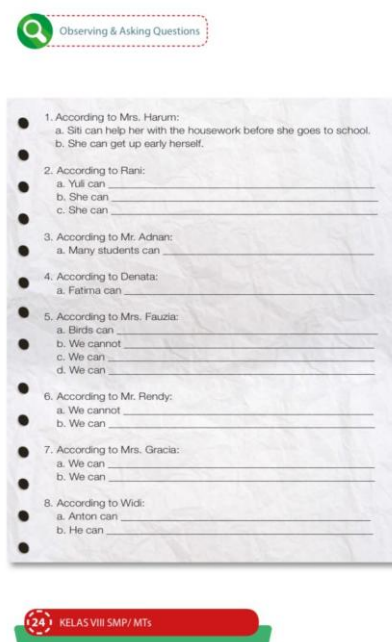 Observing & Asking Questions
1. According to Mrs. Harum:
a. Siti can help her with the housework before she goes to school.
b. She can get up early herself.
2. According to Rani:
a. Yuli can
b. She can
c. She can
3. According to Mr. Adnan:
a. Many students can
4. According to Denata:
a. Fatima can
5. According to Mrs. Fauzia:
a. Birds can
b. We cannot
c. We can
d. We can
6. According to Mr. Rendy:
a. We cannot
b. We can
7. According to Mrs. Gracia:
a. We can
b. We can
8. According to Widi:
a. Anton can
b. He can
24 KELAS VIII SMP/ MTs